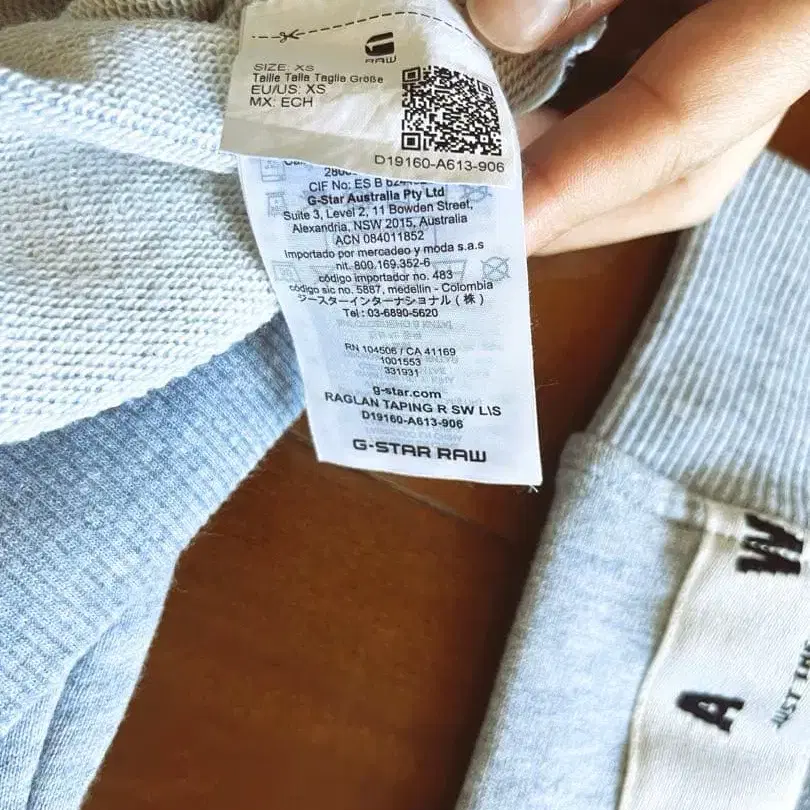 RAW
SIZE: XS
Taille Talla Taglia Größe
EU/US: XS
MX: ECH
D19160-A613-906
CIF No: ES B
G-Star Australia Pty Ltd
Suite 3, Level 2, 11 Bowden Street,
Alexandria, NSW 2015, Australia
ACN 084011852
Importado por mercadeo y moda s.a.s
nit. 800.169.352-6
código importador no. 483
código sic no. 5887, medellin - Colombia
ジースターインターナショナル(株)
Tel: 03-6890-5620
RN 104506 / CA 41169
1001553
331931
g-star.com
RAGLAN TAPING R SW L\S
D19160-A613-906
G-STAR RAW
W
A
JUST THE